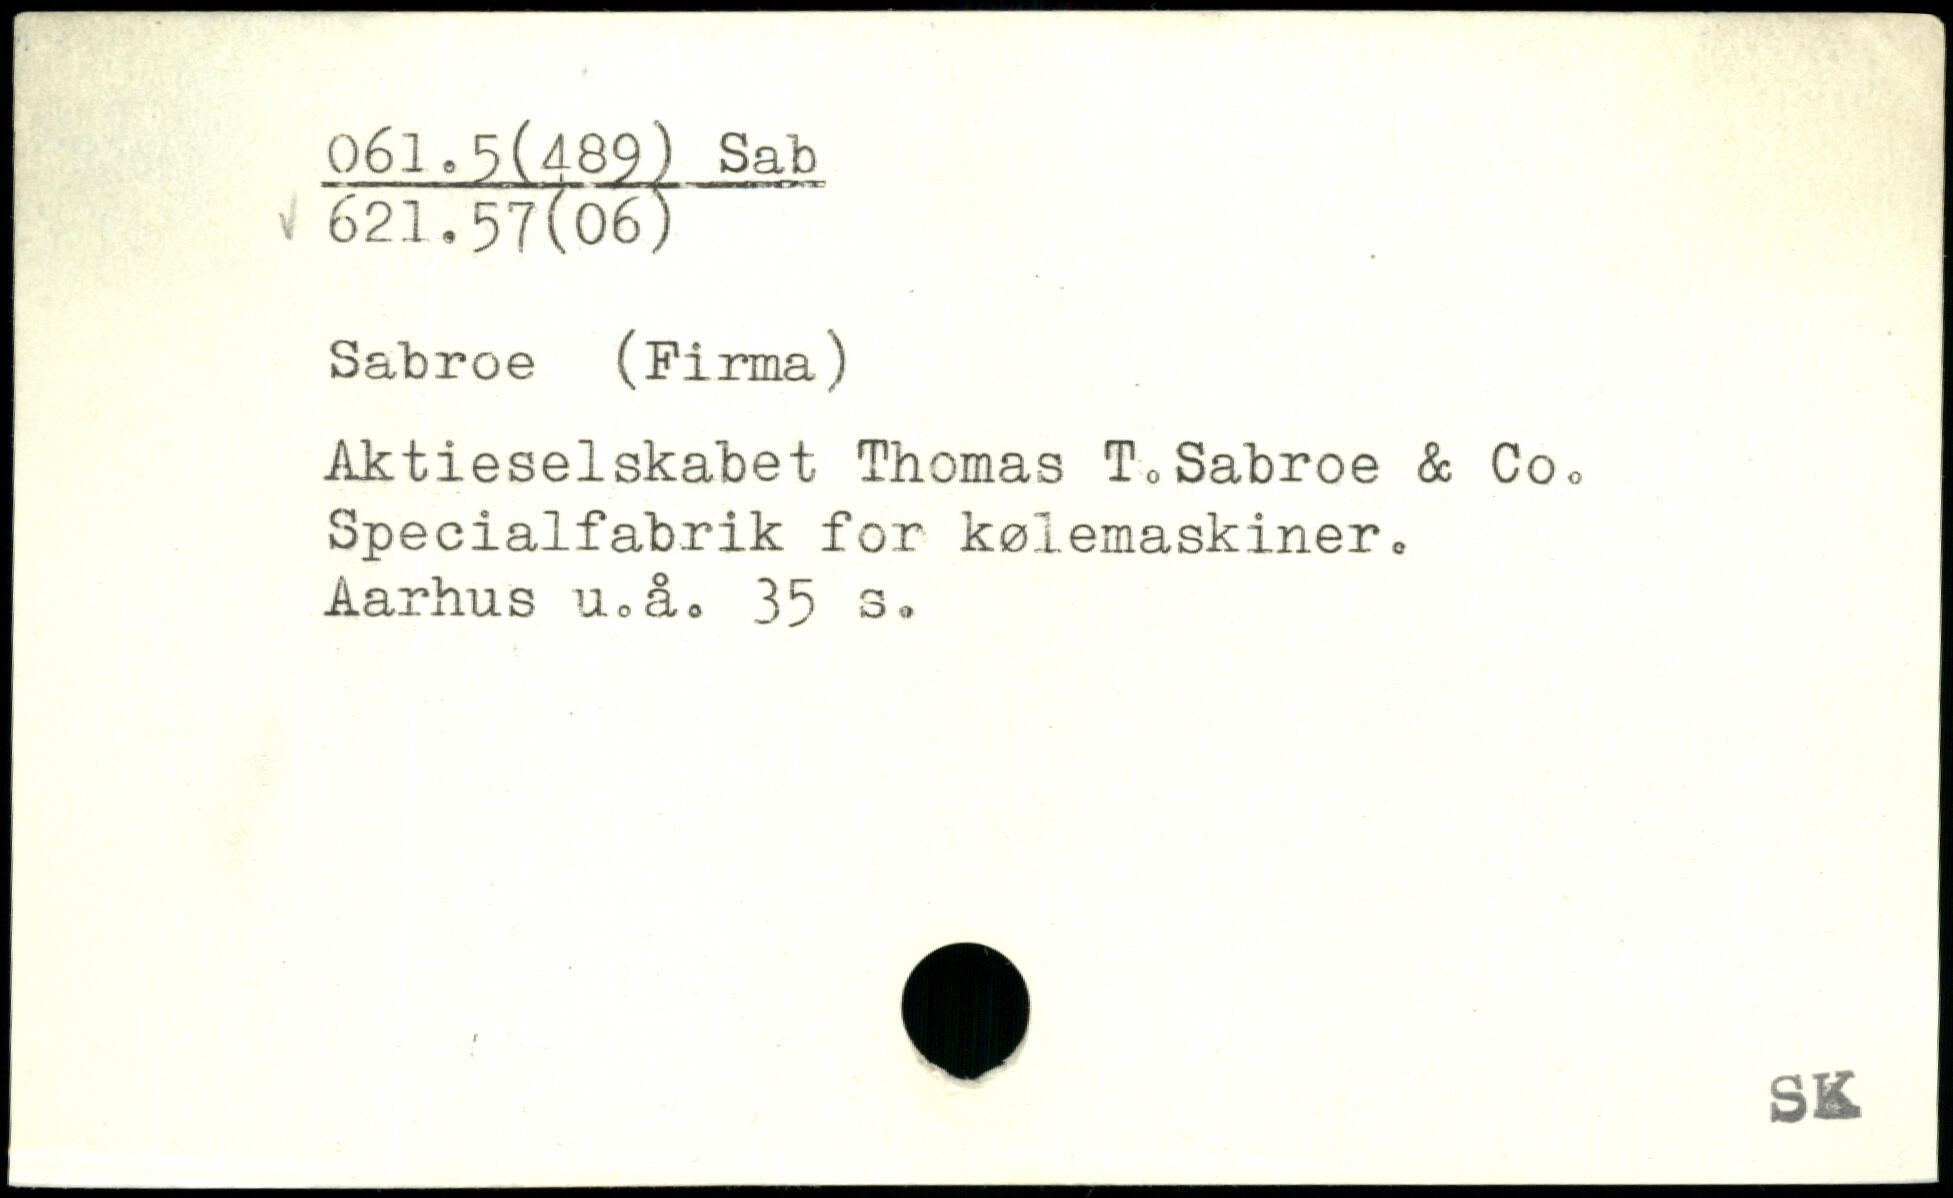 061.5(489) Sab
621.57(06)
Sabroe (Firma)
Aktieselskabet Thomas T.Sabroe & Co.
Specialfabrik for kølemaskiner.
Aarhus u.å. 35 s.
SK